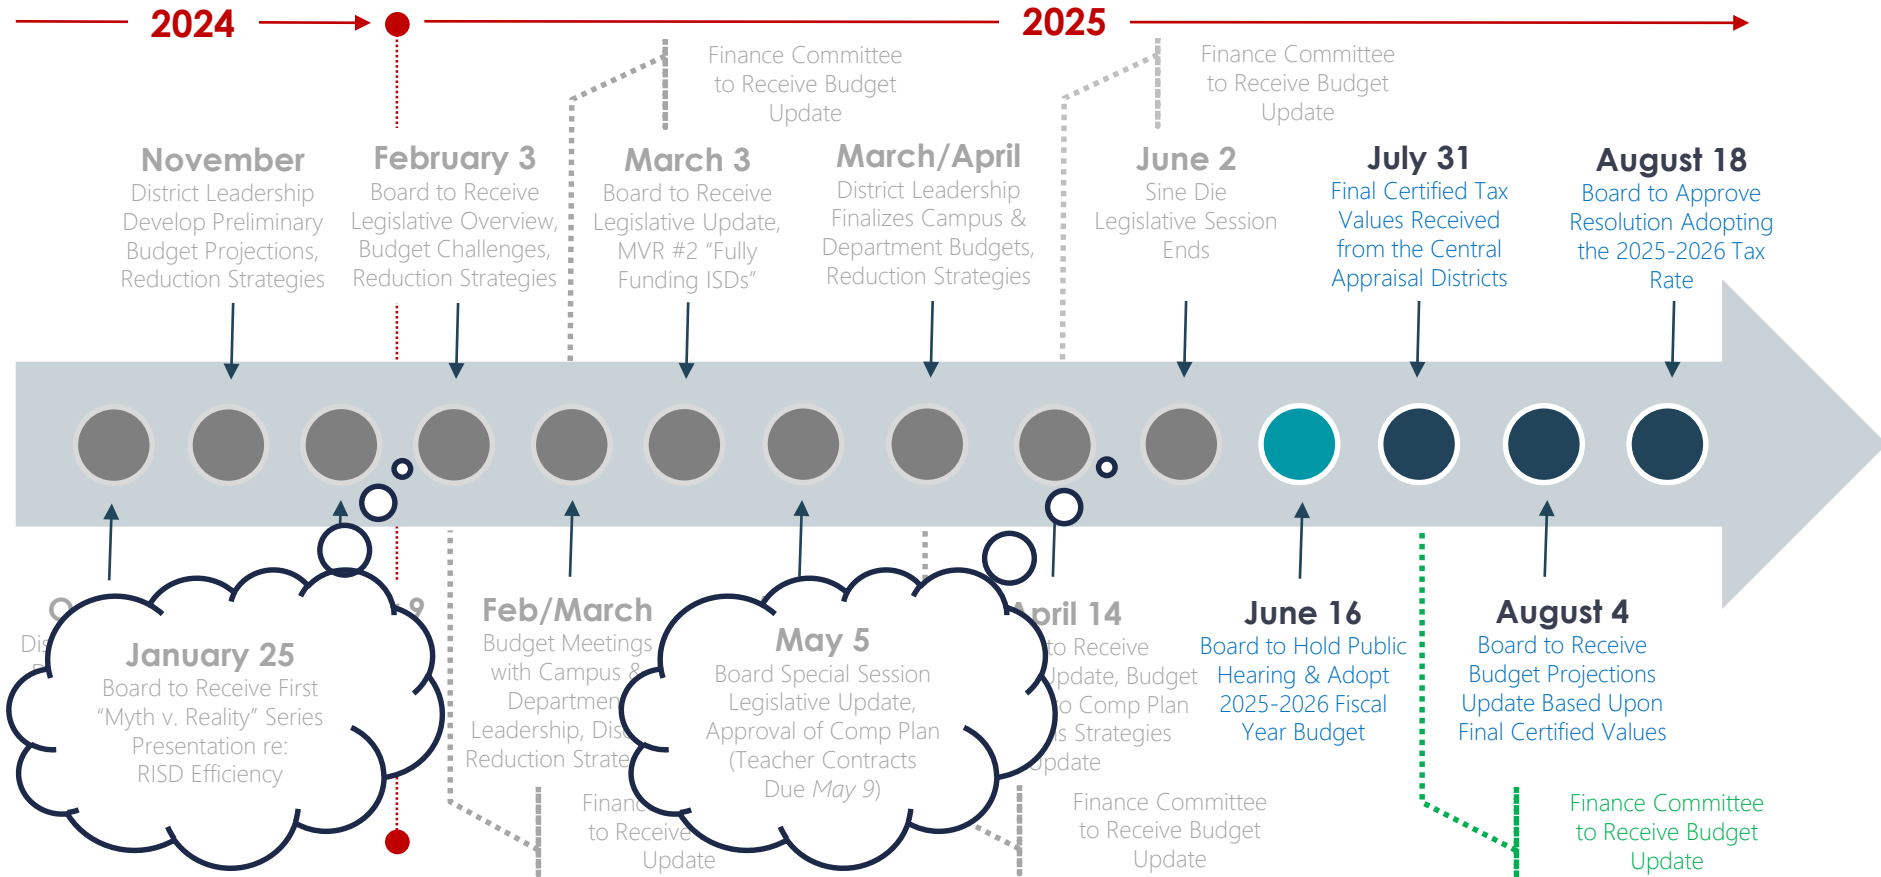 2024
2025
Finance Committee
to Receive Budget
Update
Finance Committee
to Receive Budget
Update
November
District Leadership
Develop Preliminary
Budget Projections,
Reduction Strategies
February 3
Board to Receive
Legislative Overview,
Budget Challenges,
Reduction Strategies
March 3
Board to Receive
Legislative Update,
MVR #2 “Fully
Funding ISDs”
March/April
District Leadership
Finalizes Campus &
Department Budgets,
Reduction Strategies
June 2
Sine Die
Legislative Session
Ends
July 31
Final Certified Tax
Values Received
from the Central
Appraisal Districts
August 18
Board to Approve
Resolution Adopting
the 2025-2026 Tax
Rate
9
January 25
Board to Receive First
“Myth v. Reality” Series
Presentation re:
RISD Efficiency
Feb/March
Budget Meetings
with Campus &
Department
Leadership,
Reduction
to Receive
Update
May 5
Board Special Session
Legislative Update,
Approval of Comp Plan
(Teacher Contracts
Due May 9)
April 14
to Receive
Update, Budget
to Comp Plan
Strategies
Update
Finance Committee
to Receive Budget
Update
June 16
Board to Hold Public
Hearing & Adopt
2025-2026 Fiscal
Year Budget
August 4
Board to Receive
Budget Projections
Update Based Upon
Final Certified Values
Finance Committee
to Receive Budget
Update